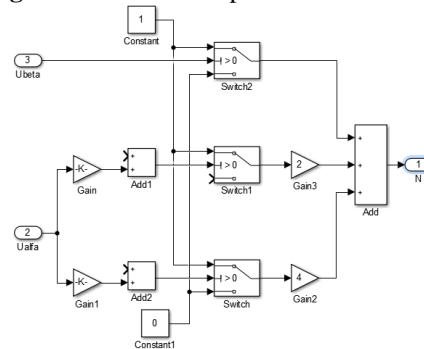 1
Constant
3
Ubeta
> 0
Switch2
-K-
Gain
+
+
Add1
> 0
Switch1
2
Gain3
+
+
+
Add
1
N
2
Ualfa
-K-
Gain1
+
+
Add2
> 0
Switch
4
Gain2
0
Constant1